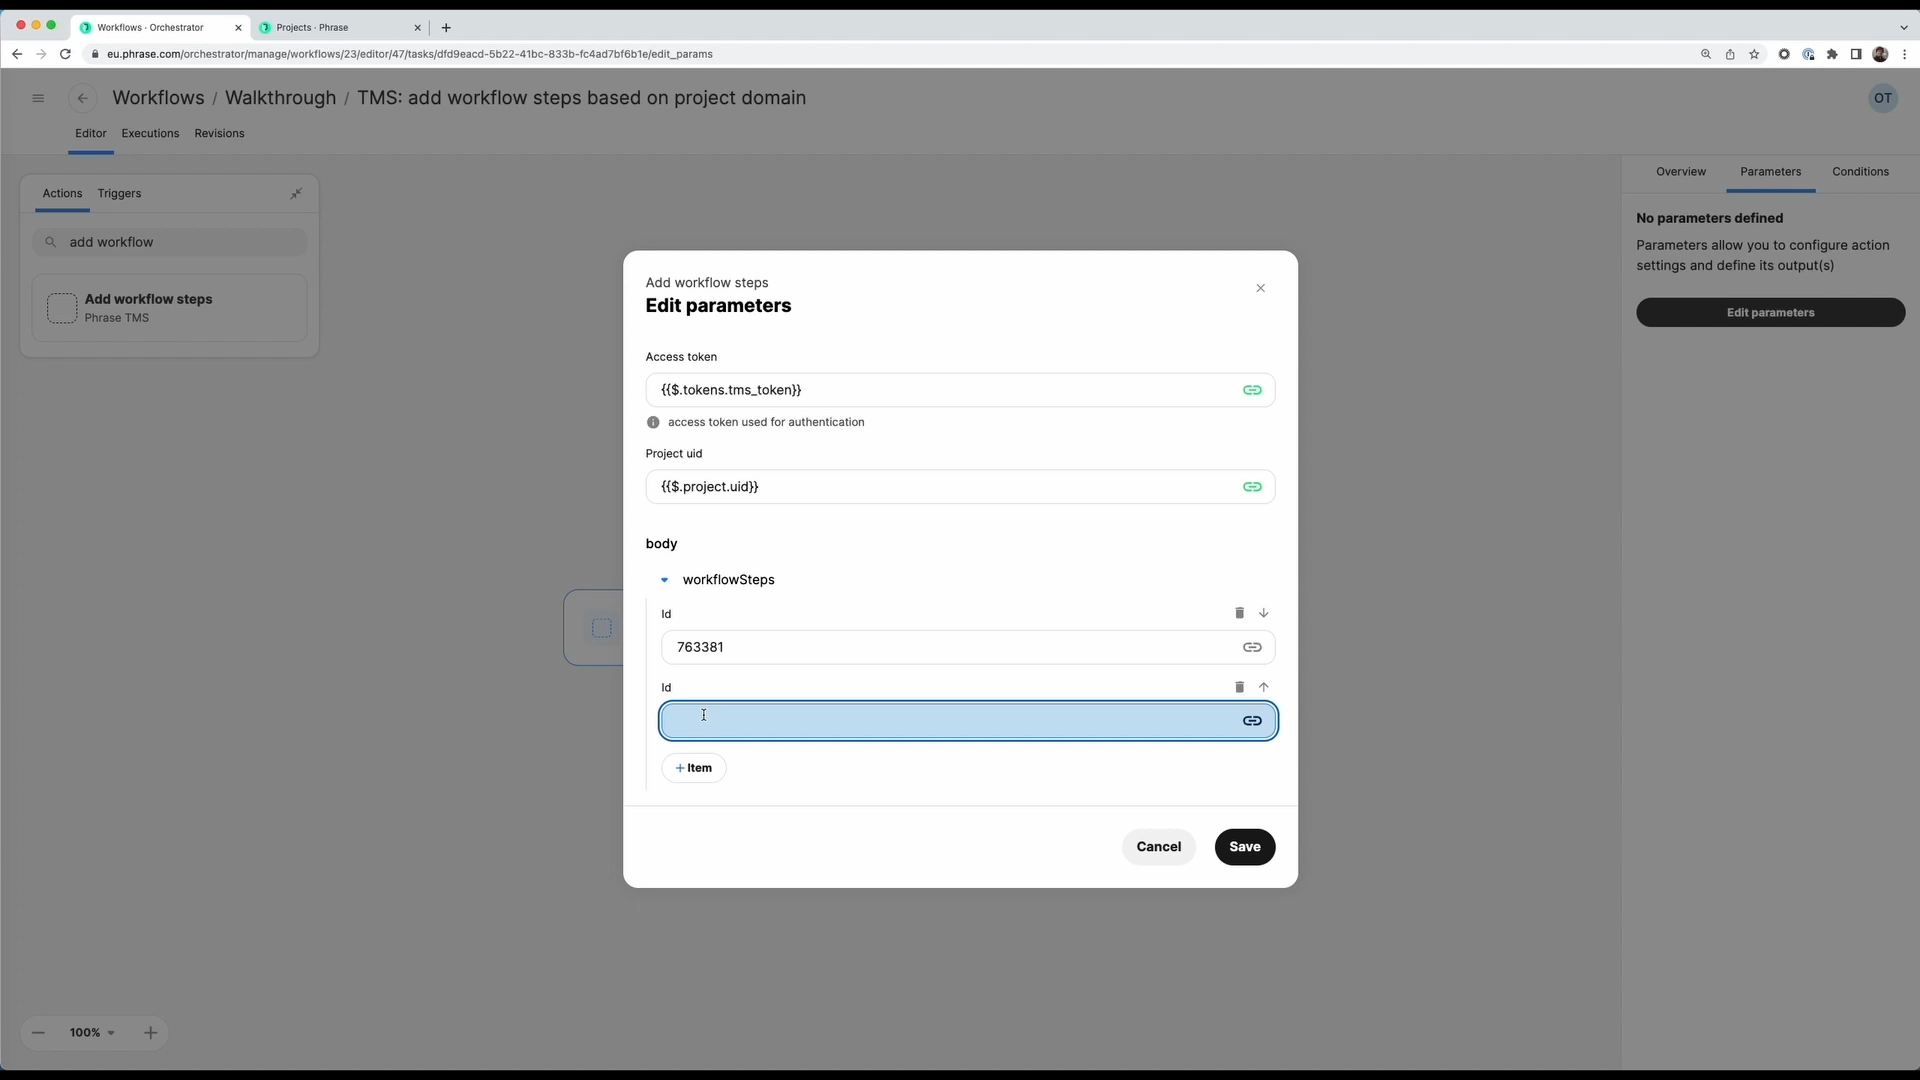 Workflows · Orchestrator
Projects · Phrase
eu.phrase.com/orchestrator/manage/workflows/23/editor/47/tasks/dfd9eacd-5b22-41bc-833b-fc4ad7bf6b1e/edit_params
Workflows / Walkthrough / TMS: add workflow steps based on project domain
OT
Editor Executions Revisions
Actions Triggers
add workflow
Add workflow steps
Phrase TMS
Overview Parameters Conditions
No parameters defined
Parameters allow you to configure action
settings and define its output(s)
Edit parameters
Add workflow steps
Edit parameters
Access token
{{$.tokens.tms_token}}
access token used for authentication
Project uid
{{$.project.uid}}
body
workflowSteps
Id
763381
Id
+ Item
Cancel Save
100%